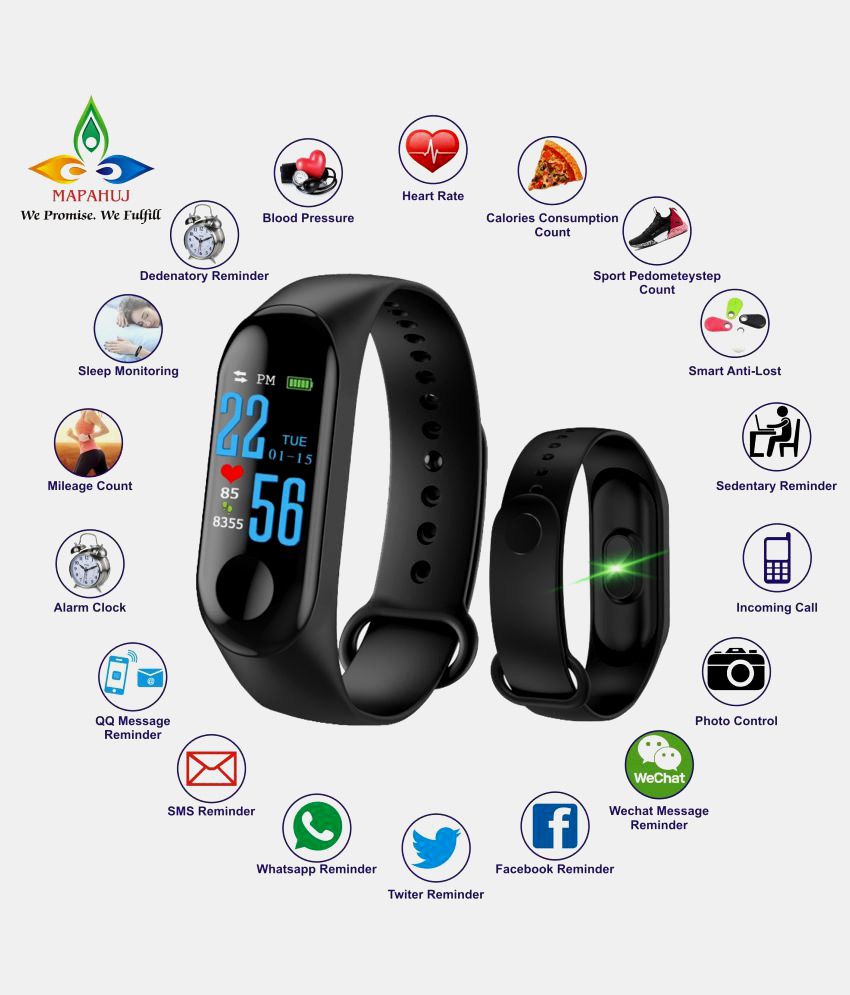 MAPAHUJ
We Promise. We Fulfill
Heart Rate
Blood Pressure
Calories Consumption
Count
Dedenatory Reminder
Sport Pedometeystep
Count
Sleep Monitoring
Smart Anti-Lost
PM
22
TUE
01-15
85
56
8355
Mileage Count
Sedentary Reminder
Alarm Clock
Incoming Call
QQ Message
Reminder
Photo Control
WeChat
SMS Reminder
Wechat Message
Reminder
Whatsapp Reminder
Facebook Reminder
Twiter Reminder